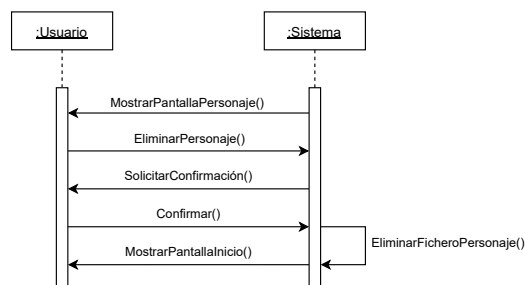 :Usuario
:Sistema
MostrarPantallaPersonaje()
EliminarPersonaje()
SolicitarConfirmación()
Confirmar()
EliminarFicheroPersonaje()
MostrarPantallaInicio()